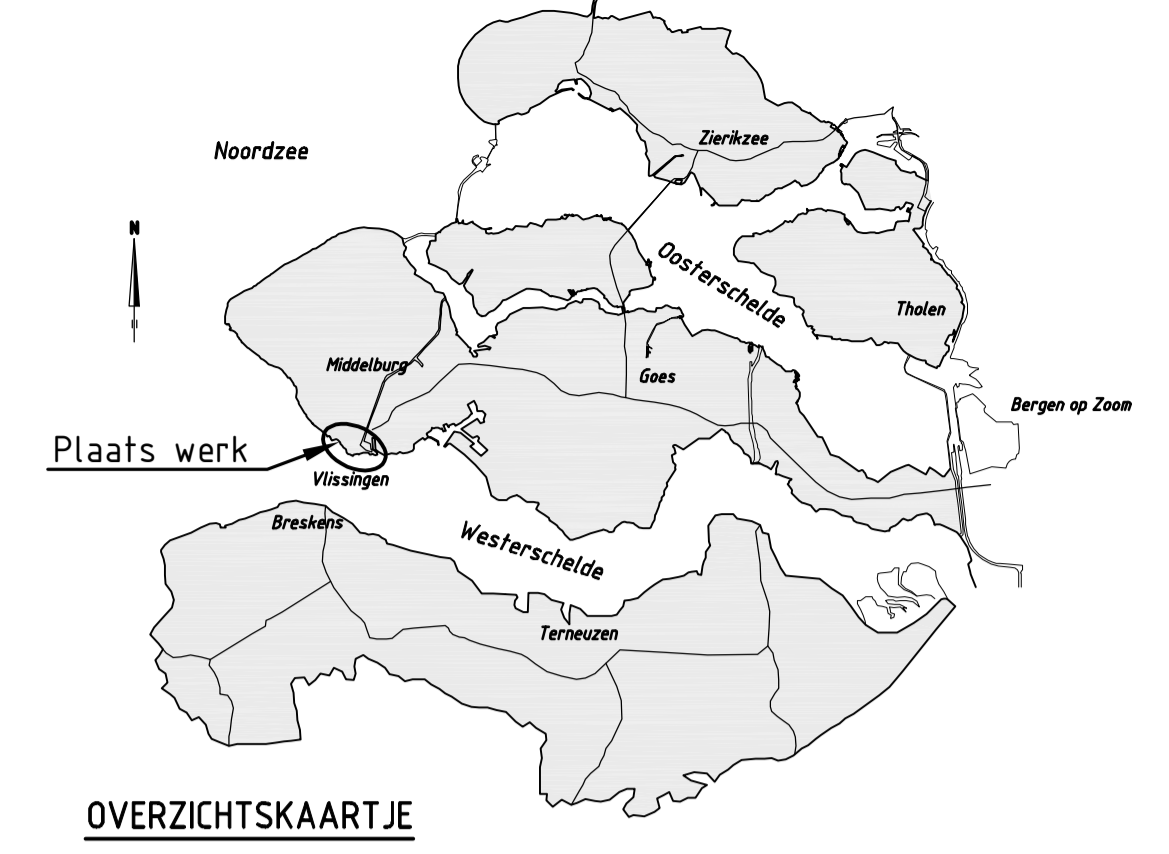 Noordzee
Zierikzee
N
Oosterschelde
Tholen
Middelburg
Goes
Bergen op Zoom
Plaats werk
Vlissingen
Breskens
Westerschelde
Terneuzen
OVERZICHTSKAARTJE